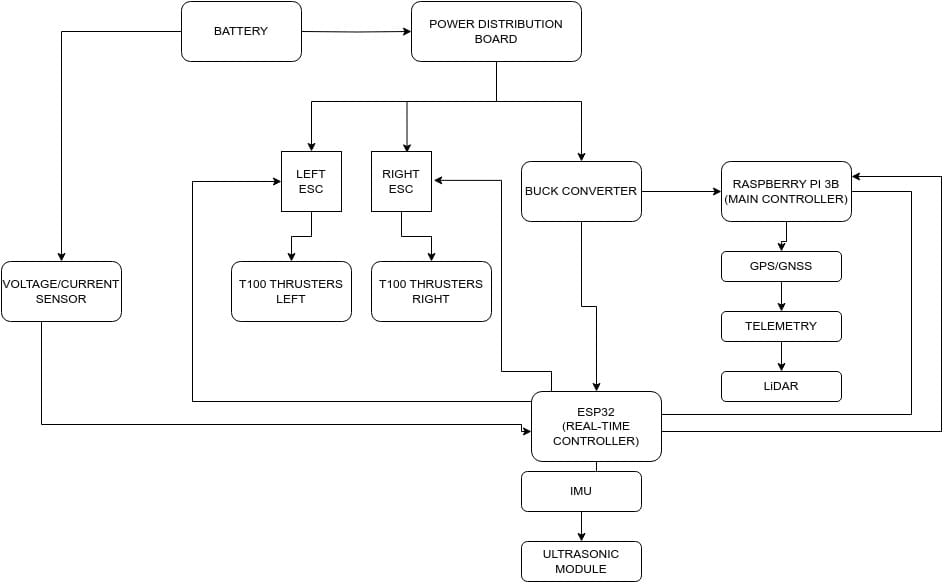 BATTERY
POWER DISTRIBUTION
BOARD
LEFT
ESC
RIGHT
ESC
BUCK CONVERTER
RASPBERRY PI 3B
(MAIN CONTROLLER)
VOLTAGE/CURRENT
SENSOR
T100 THRUSTERS
LEFT
T100 THRUSTERS
RIGHT
GPS/GNSS
TELEMETRY
LiDAR
ESP32
(REAL-TIME
CONTROLLER)
IMU
ULTRASONIC
MODULE